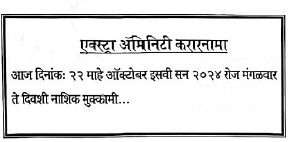 एक्स्ट्रा ॲमिनिटी करारनामा
आज दिनांकः २२ माहे ऑक्टोबर इसवी सन २०२४ रोज मंगळवार
ते दिवशी नाशिक मुक्कामी...